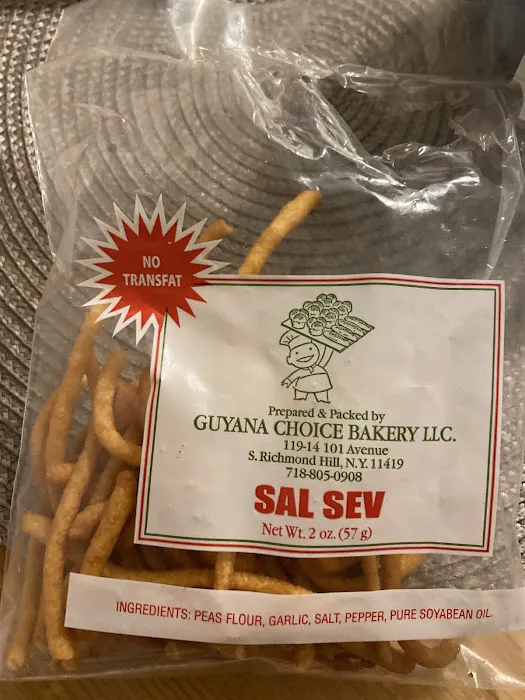 NO
TRANSFAT
Prepared & Packed by
GUYANA CHOICE BAKERY LLC.
119-14 101 Avenue
S. Richmond Hill, N.Y. 11419
718-805-0908
SAL SEV
Net Wt. 2 oz. (57 g)
INGREDIENTS: PEAS FLOUR, GARLIC, SALT, PEPPER, PURE SOYABEAN OIL.